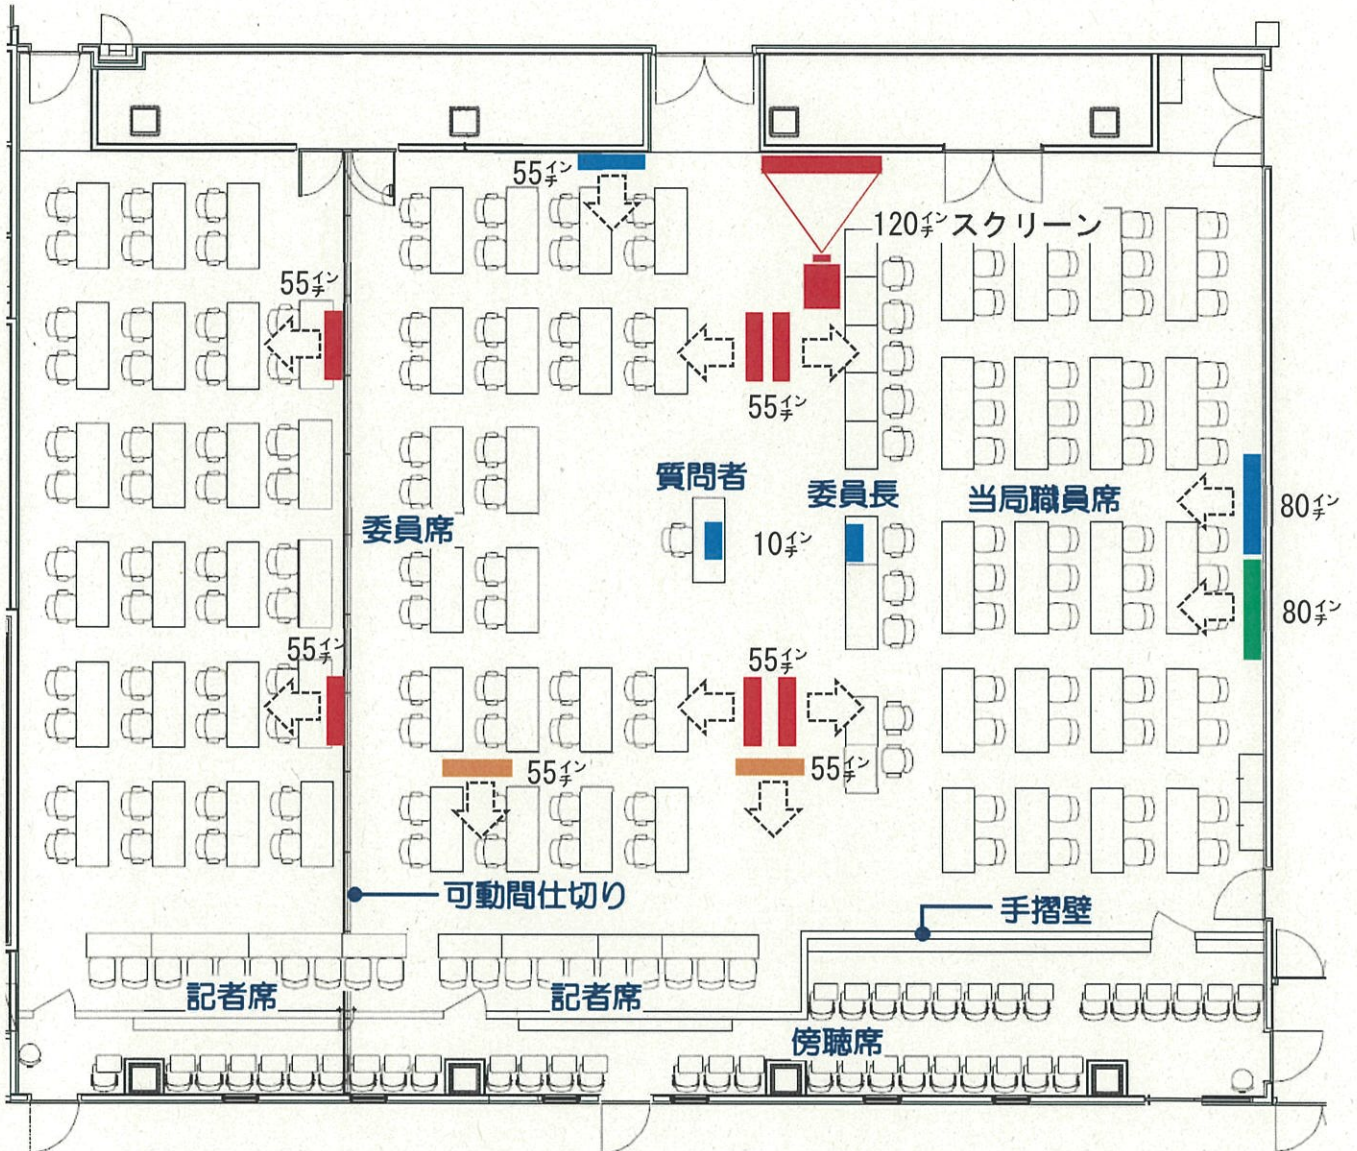 55インチ
120インチスクリーン
55インチ
55インチ
質問者
委員長
当局職員席
80インチ
委員席
10インチ
80インチ
55インチ
55インチ
55インチ
55インチ
可動間仕切り
手摺壁
記者席
記者席
傍聴席